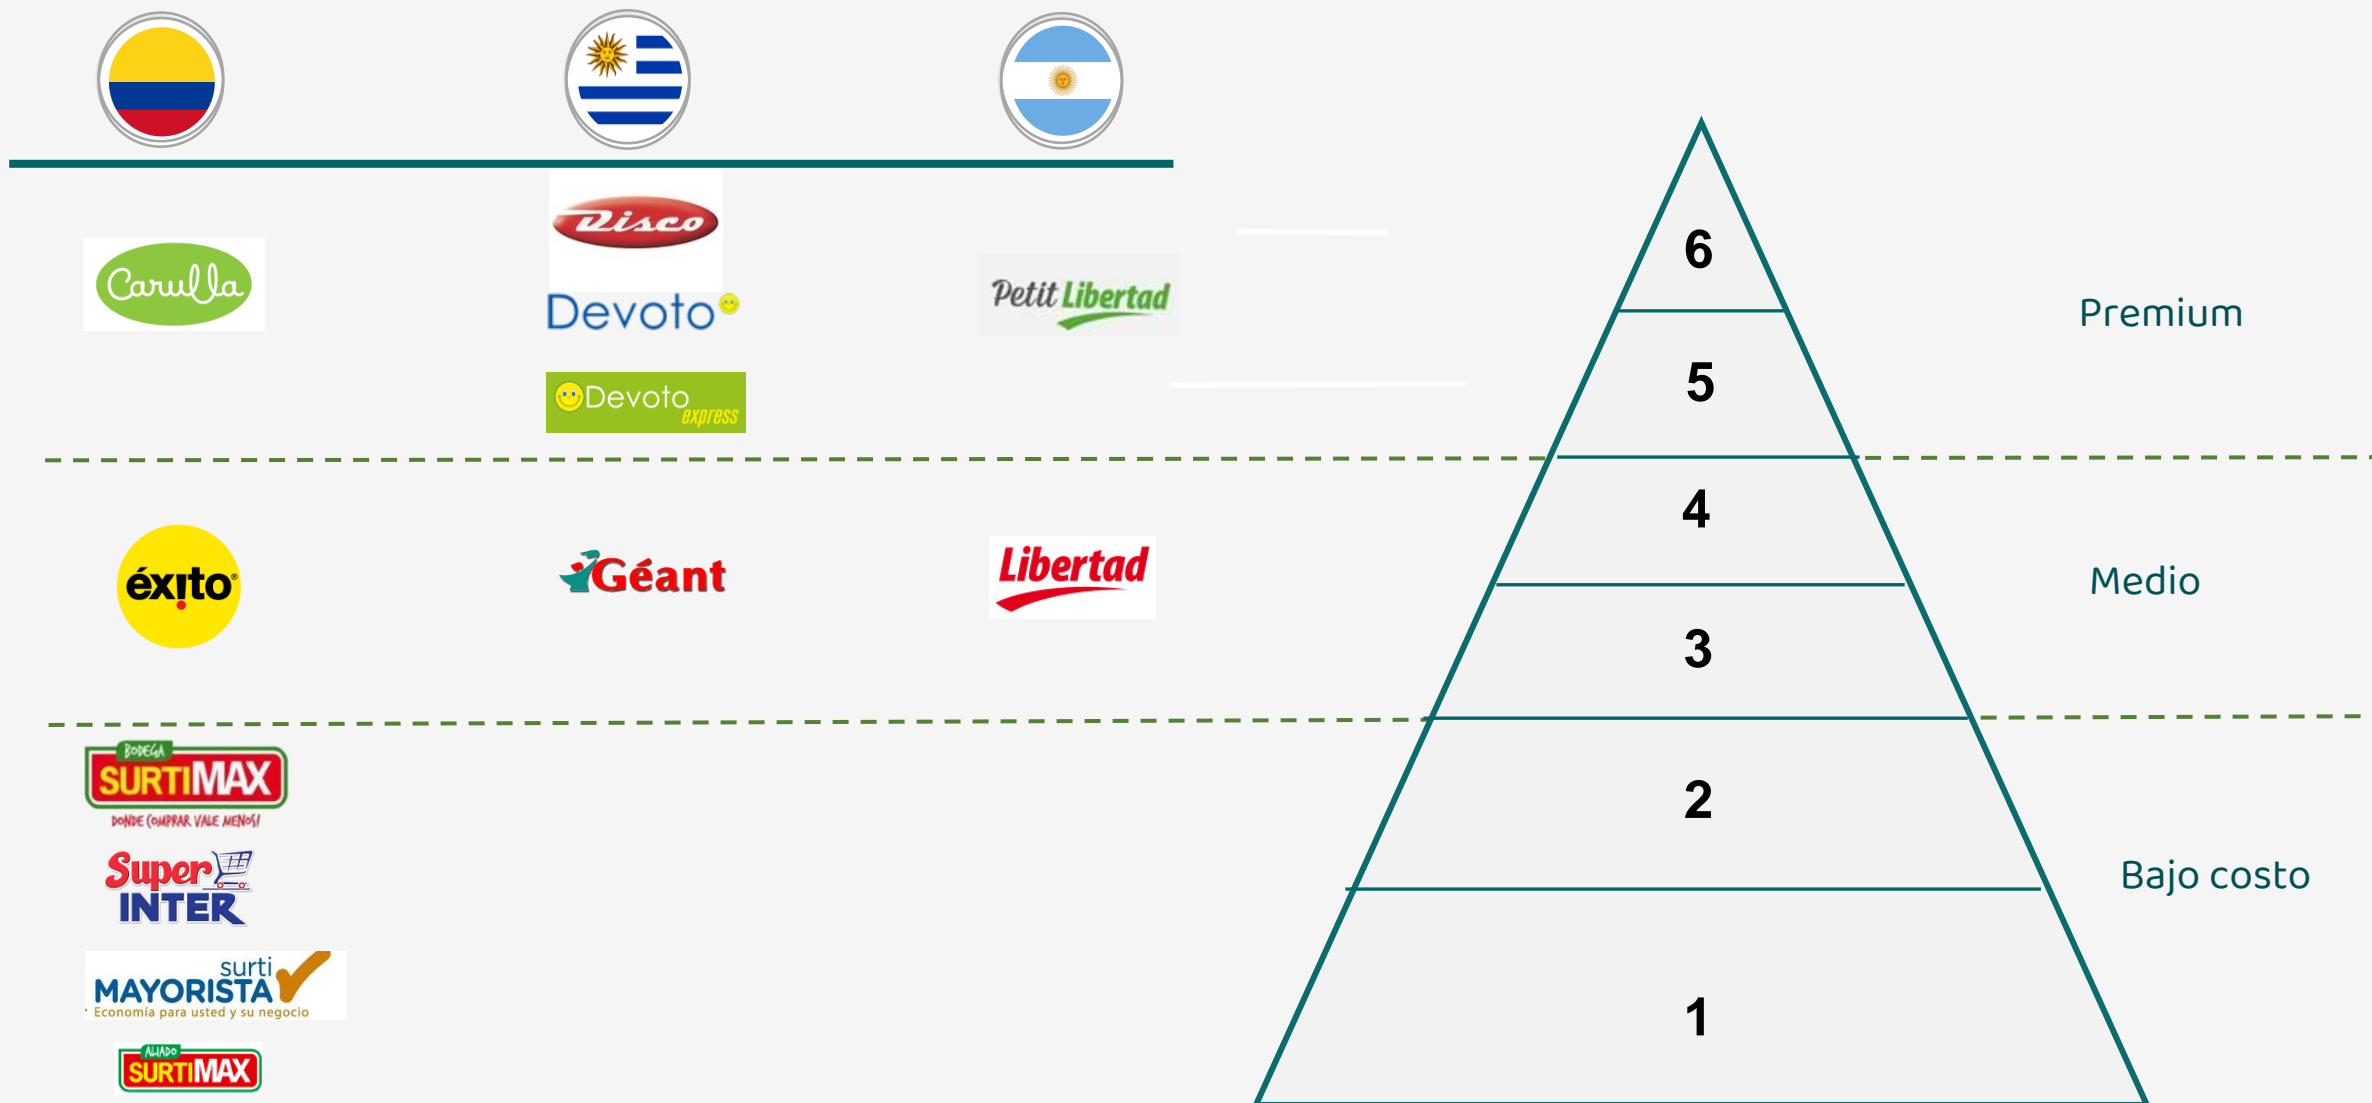 Disco
Carulla
Devoto
Petit Libertad
Devoto
express
éxito®
Géant
Libertad
BODEGA
SURTIMAX
DONDE COMPRAR VALE MENOS!
Super
INTER
surti
MAYORISTA
Economía para usted y su negocio
ALIADO
SURTIMAX
6
5
4
3
2
1
Premium
Medio
Bajo costo